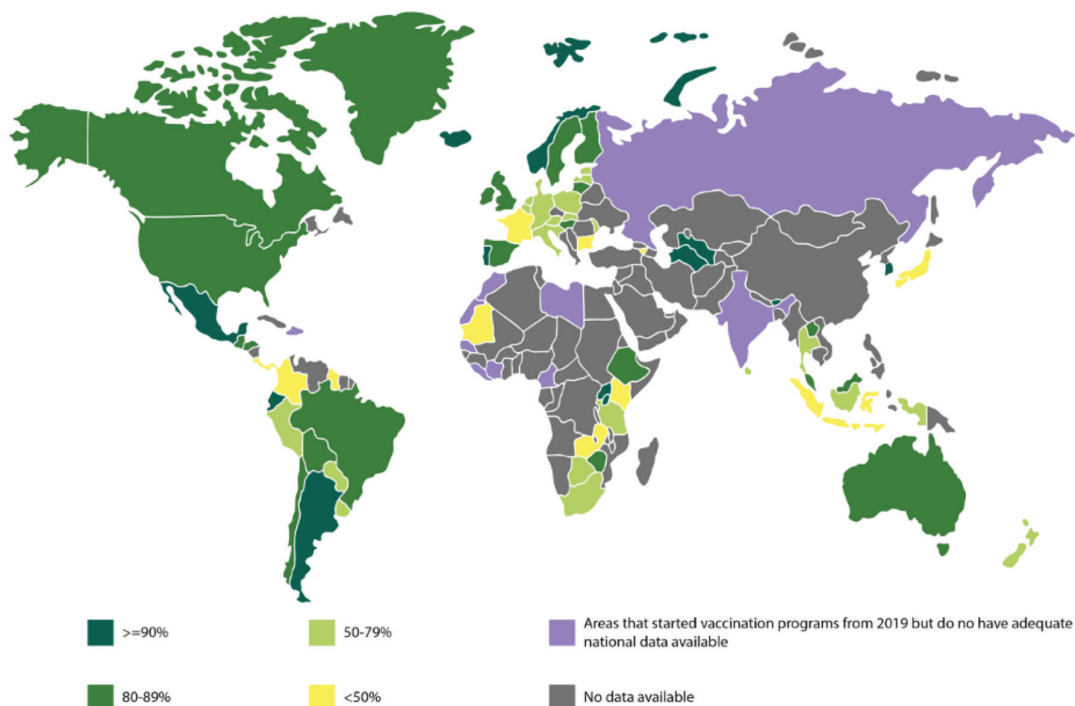 >=90%
50-79%
Areas that started vaccination programs from 2019 but do no have adequate
national data available
80-89%
<50%
No data available